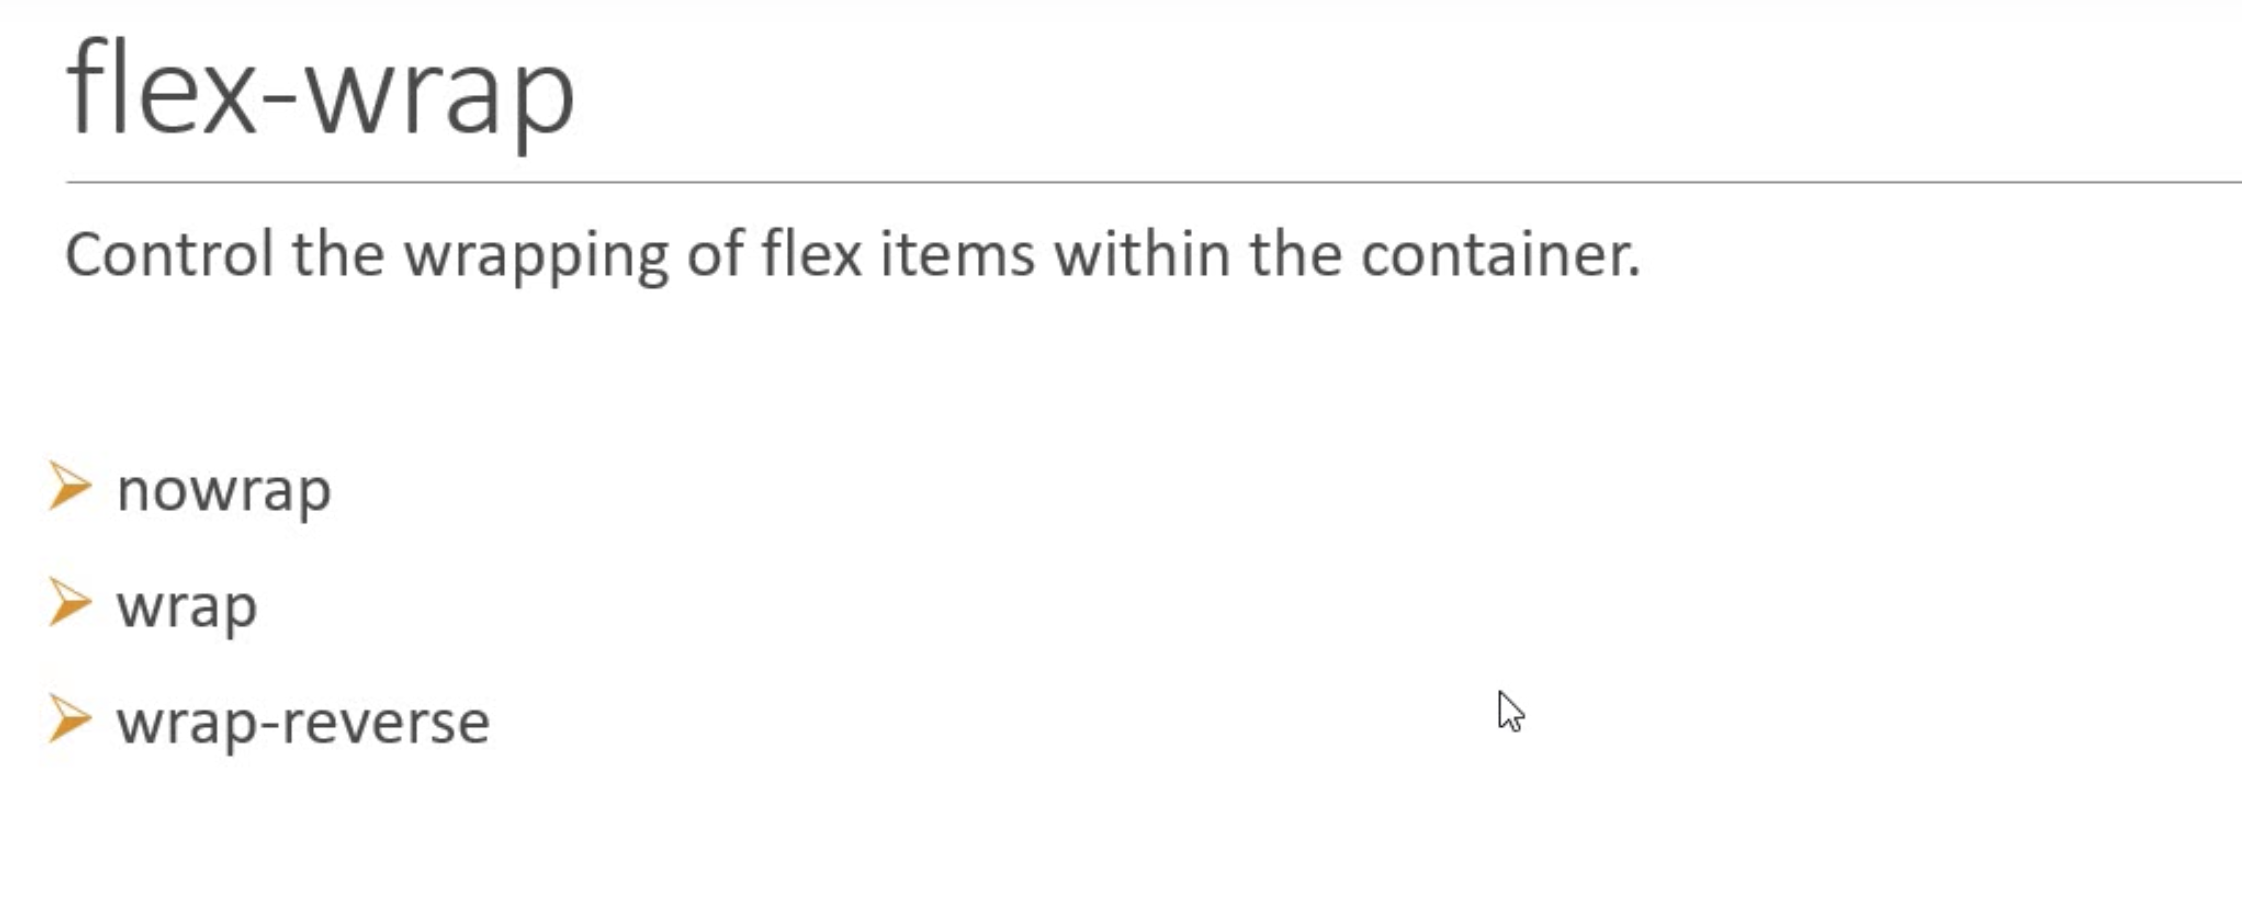 flex-wrap
Control the wrapping of flex items within the container.
nowrap
wrap
wrap-reverse